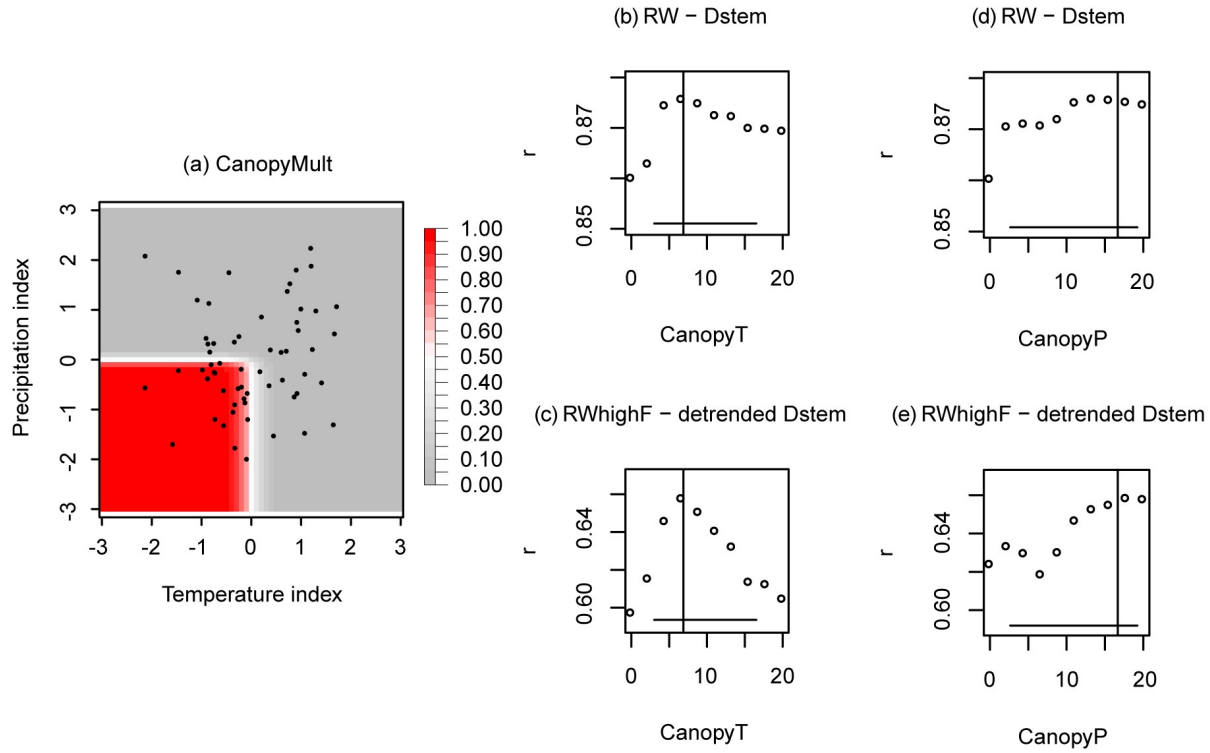 (a) CanopyMult
Precipitation index
3
2
1
0
-1
-2
-3
-3 -2 -1 0 1 2 3
Temperature index
1.00
0.90
0.80
0.70
0.60
0.50
0.40
0.30
0.20
0.10
0.00
(b) RW − Dstem
r
0.87
0.85
0 10 20
CanopyT
(c) RWhighF − detrended Dstem
r
0.64
0.60
0 10 20
CanopyT
(d) RW − Dstem
r
0.87
0.85
0 10 20
CanopyP
(e) RWhighF − detrended Dstem
r
0.64
0.60
0 10 20
CanopyP